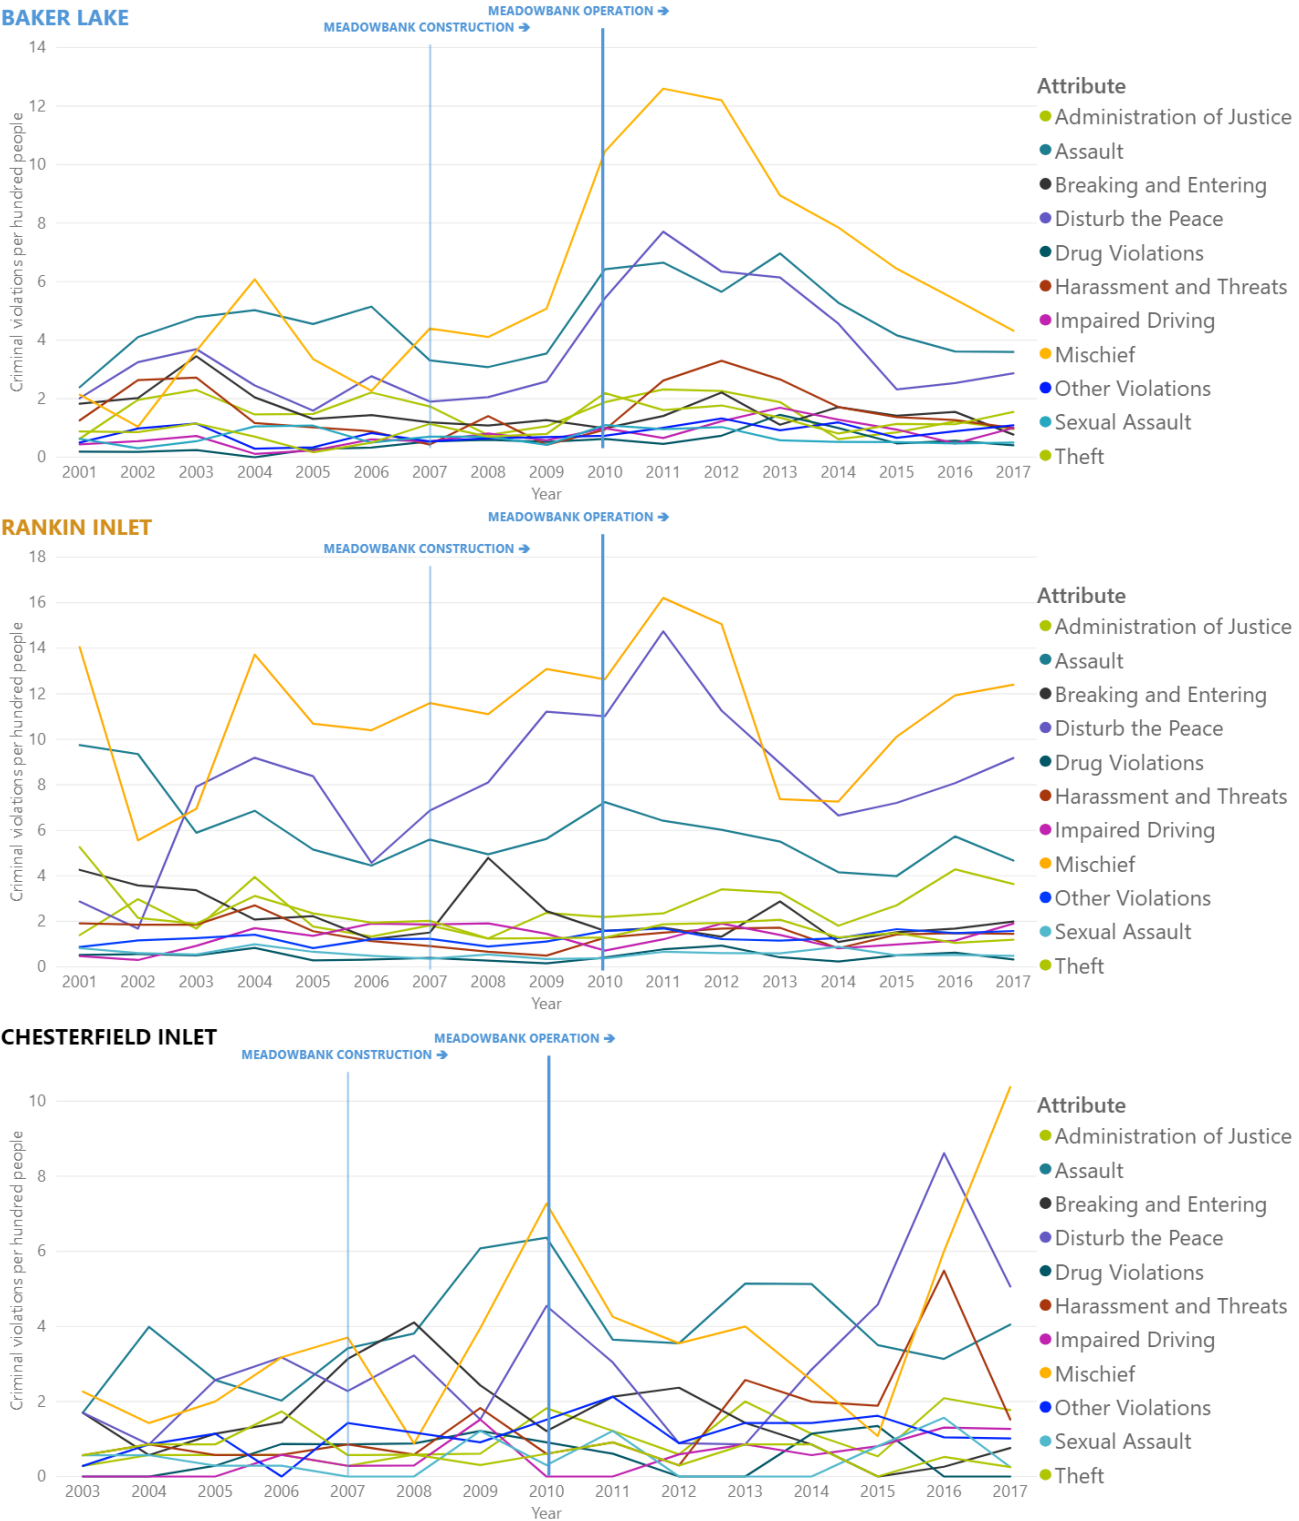 BAKER LAKE
MEADOWBANK OPERATION →
MEADOWBANK CONSTRUCTION →
Criminal violations per hundred people
14
12
10
8
6
4
2
0
2001 2002 2003 2004 2005 2006 2007 2008 2009 2010 2011 2012 2013 2014 2015 2016 2017
Year
Attribute
Administration of Justice
Assault
Breaking and Entering
Disturb the Peace
Drug Violations
Harassment and Threats
Impaired Driving
Mischief
Other Violations
Sexual Assault
Theft
RANKIN INLET
MEADOWBANK OPERATION →
MEADOWBANK CONSTRUCTION →
Criminal violations per hundred people
18
16
14
12
10
8
6
4
2
0
2001 2002 2003 2004 2005 2006 2007 2008 2009 2010 2011 2012 2013 2014 2015 2016 2017
Year
Attribute
Administration of Justice
Assault
Breaking and Entering
Disturb the Peace
Drug Violations
Harassment and Threats
Impaired Driving
Mischief
Other Violations
Sexual Assault
Theft
CHESTERFIELD INLET
MEADOWBANK OPERATION →
MEADOWBANK CONSTRUCTION →
Criminal violations per hundred people
10
8
6
4
2
0
2003 2004 2005 2006 2007 2008 2009 2010 2011 2012 2013 2014 2015 2016 2017
Year
Attribute
Administration of Justice
Assault
Breaking and Entering
Disturb the Peace
Drug Violations
Harassment and Threats
Impaired Driving
Mischief
Other Violations
Sexual Assault
Theft